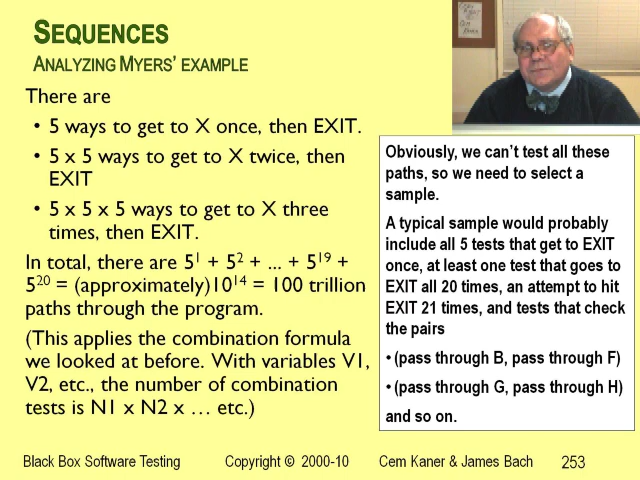 SEQUENCES
ANALYZING MYERS' EXAMPLE
There are
• 5 ways to get to X once, then EXIT.
• 5 x 5 ways to get to X twice, then
EXIT
• 5 x 5 x 5 ways to get to X three
times, then EXIT.
In total, there are 5¹ + 5² + ... + 5¹⁹ +
5²⁰ = (approximately)10¹⁴ = 100 trillion
paths through the program.
(This applies the combination formula
we looked at before. With variables V1,
V2, etc., the number of combination
tests is N1 x N2 x … etc.)
Obviously, we can't test all these
paths, so we need to select a
sample.
A typical sample would probably
include all 5 tests that get to EXIT
once, at least one test that goes to
EXIT all 20 times, an attempt to hit
EXIT 21 times, and tests that check
the pairs
• (pass through B, pass through F)
• (pass through G, pass through H)
and so on.
Black Box Software Testing Copyright © 2000-10 Cem Kaner & James Bach 253